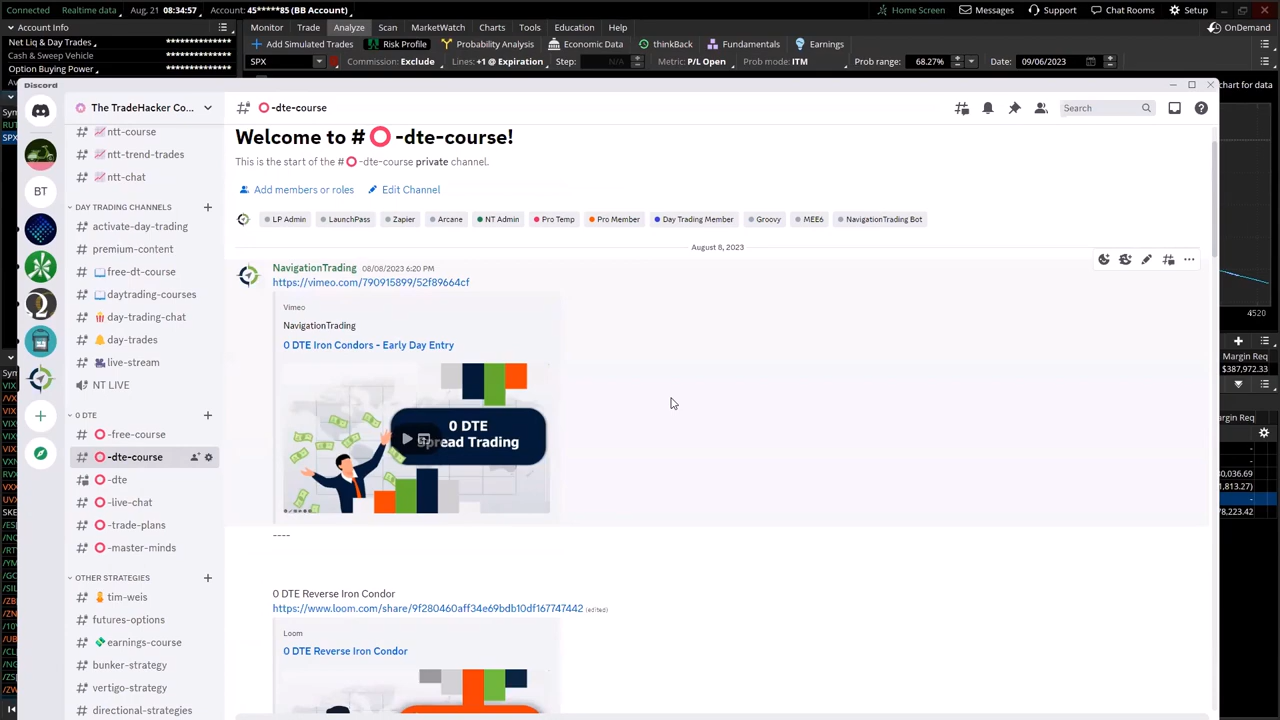 Connected Realtime data Aug. 21 08:34:57 Account: 45*****85 (BB Account) Home Screen Messages Support Chat Rooms Setup
Account Info Monitor Trade Analyze Scan MarketWatch Charts Tools Education Help OnDemand
Net Liq & Day Trades ******************
Cash & Sweep Vehicle ******************
Option Buying Power ******************
Add Simulated Trades Risk Profile Probability Analysis Economic Data thinkBack Fundamentals Earnings
SPX Commission: Exclude Lines: +1 @ Expiration Step: N/A Metric: P/L Open Prob mode: ITM Prob range: 68.27% Date: 09/06/2023
chart for data
Discord
The TradeHacker Co...
ntt-course
ntt-trend-trades
ntt-chat
DAY TRADING CHANNELS
activate-day-trading
premium-content
free-dt-course
daytrading-courses
day-trading-chat
day-trades
live-stream
NT LIVE
0 DTE
-free-course
-dte-course
-dte
-live-chat
-trade-plans
-master-minds
OTHER STRATEGIES
tim-weis
futures-options
earnings-course
bunker-strategy
vertigo-strategy
directional-strategies
BT
-dte-course
Search
Welcome to # -dte-course!
This is the start of the # -dte-course private channel.
Add members or roles Edit Channel
LP Admin LaunchPass Zapier Arcane NT Admin Pro Temp Pro Member Day Trading Member Groovy MEE6 NavigationTrading Bot
August 8, 2023
NavigationTrading 08/08/2023 6:20 PM
https://vimeo.com/790915899/52f89664cf
Vimeo
NavigationTrading
0 DTE Iron Condors - Early Day Entry
0 DTE
Spread Trading
----
0 DTE Reverse Iron Condor
https://www.loom.com/share/9f280460aff34e69bdb10df167747442 (edited)
Loom
0 DTE Reverse Iron Condor
4520
Margin Req
$387,972.33